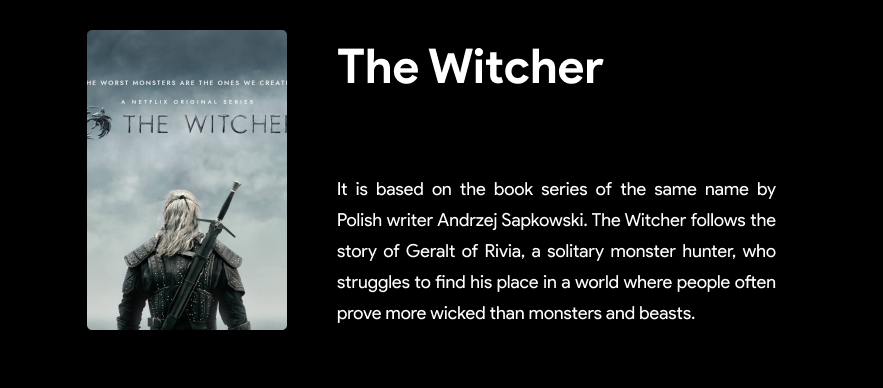 HE WORST MONSTERS ARE THE ONES WE CREAT
A NETFLIX ORIGINAL SERIES
THE WITCHER
The Witcher
It is based on the book series of the same name by
Polish writer Andrzej Sapkowski. The Witcher follows the
story of Geralt of Rivia, a solitary monster hunter, who
struggles to find his place in a world where people often
prove more wicked than monsters and beasts.